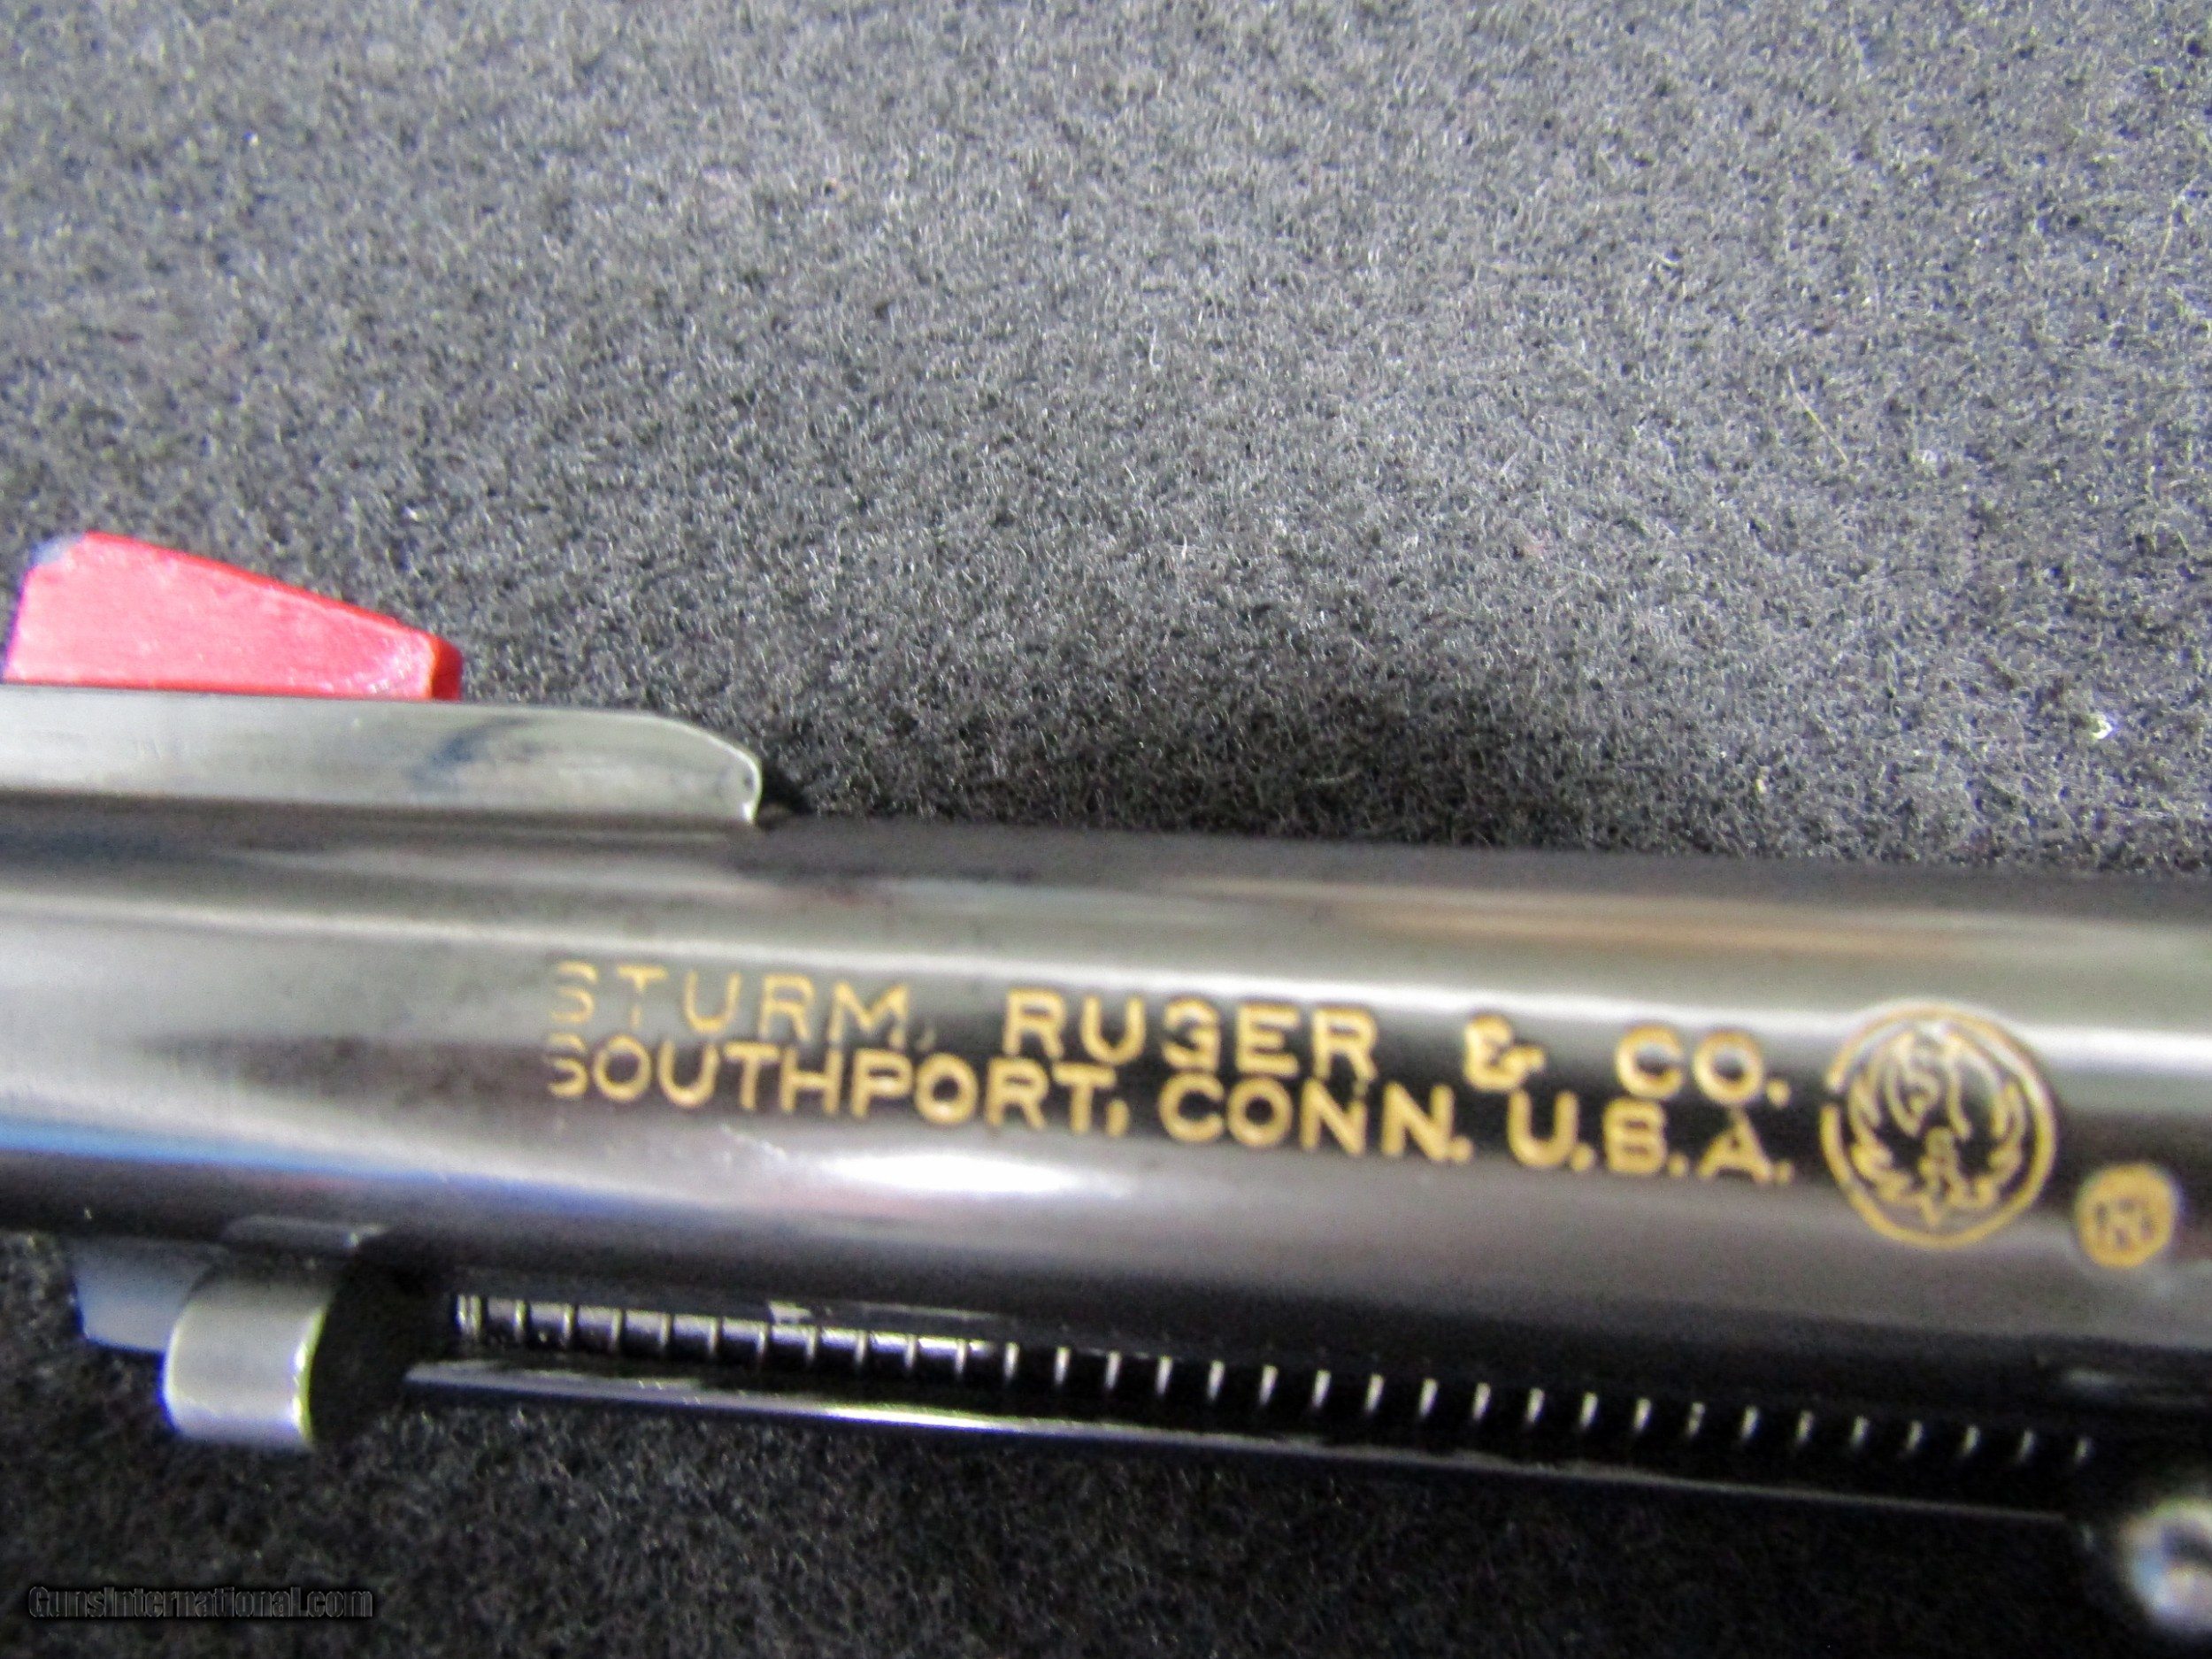 STURM, RUGER & CO.
SOUTHPORT, CONN. U.S.A.
GunsInternational.com